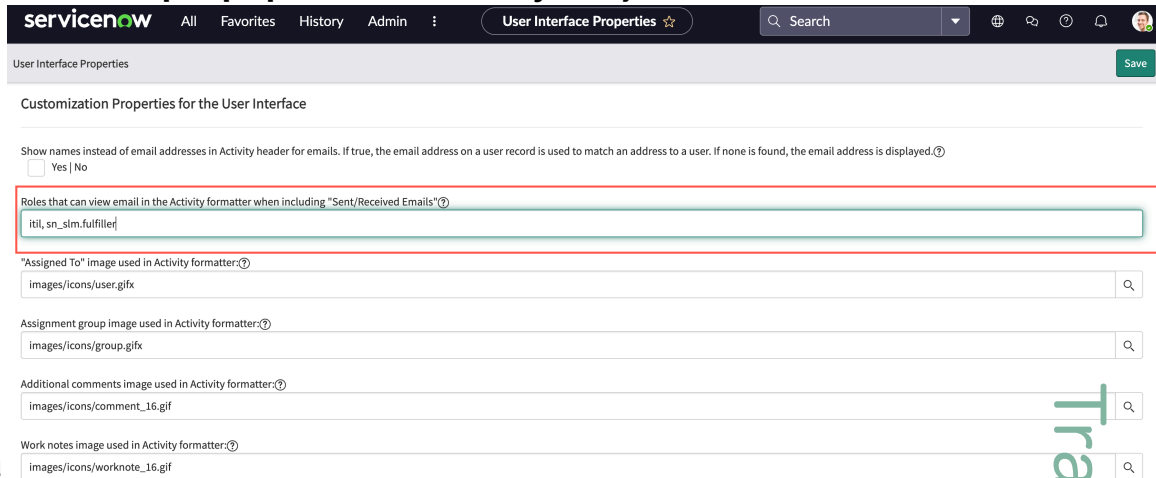 servicenow All Favorites History Admin User Interface Properties Search
User Interface Properties Save
Customization Properties for the User Interface
Show names instead of email addresses in Activity header for emails. If true, the email address on a user record is used to match an address to a user. If none is found, the email address is displayed.
Yes | No
Roles that can view email in the Activity formatter when including "Sent/Received Emails"
itil, sn_slm.fulfiller
"Assigned To" image used in Activity formatter:
images/icons/user.gifx
Assignment group image used in Activity formatter:
images/icons/group.gifx
Additional comments image used in Activity formatter:
images/icons/comment_16.gif
Work notes image used in Activity formatter:
images/icons/worknote_16.gif
Tra